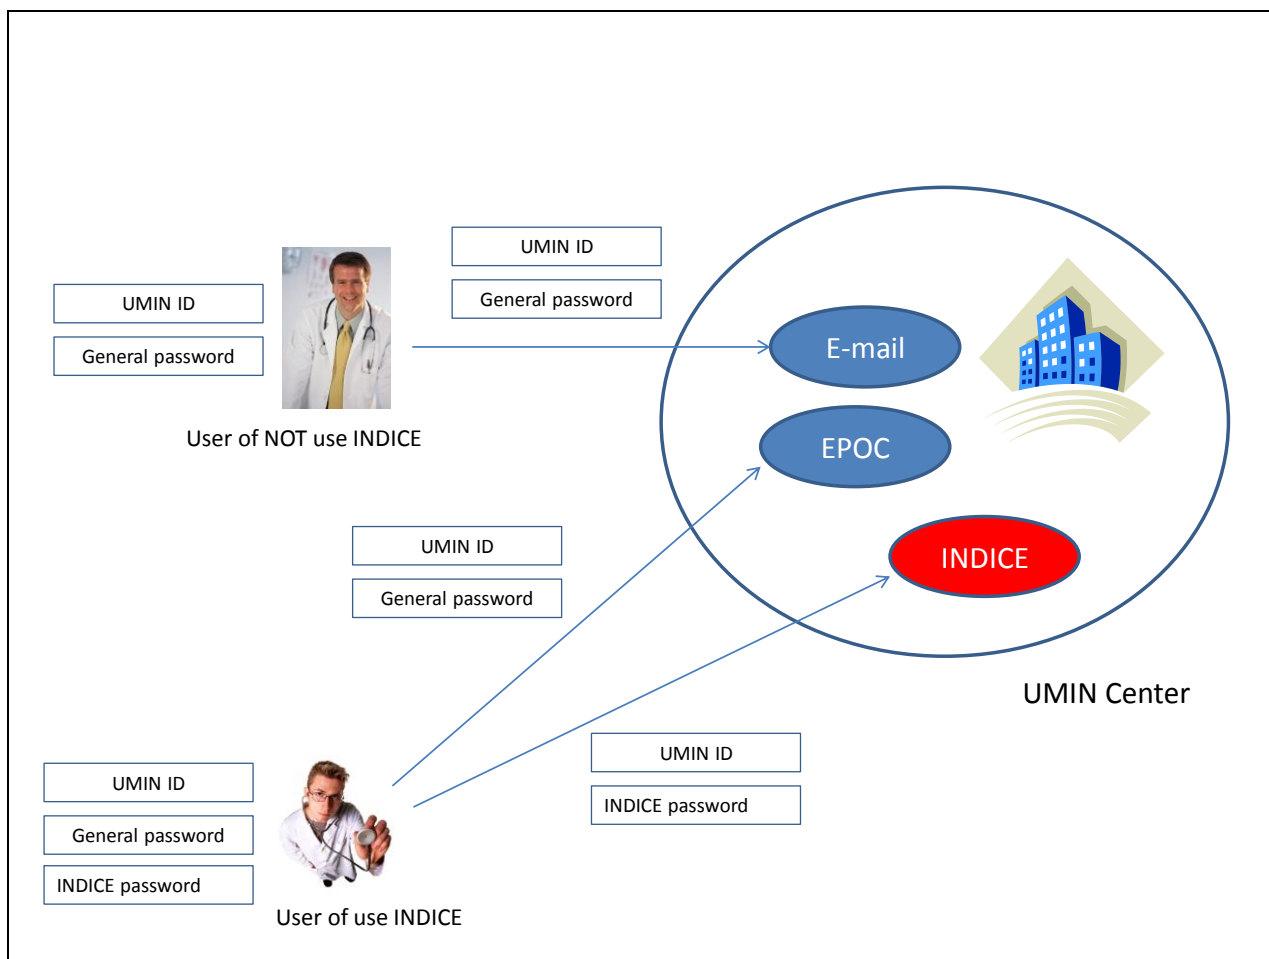 UMIN ID
General password
UMIN ID
General password
User of NOT use INDICE
E-mail
EPOC
INDICE
UMIN Center
UMIN ID
General password
UMIN ID
INDICE password
UMIN ID
General password
INDICE password
User of use INDICE